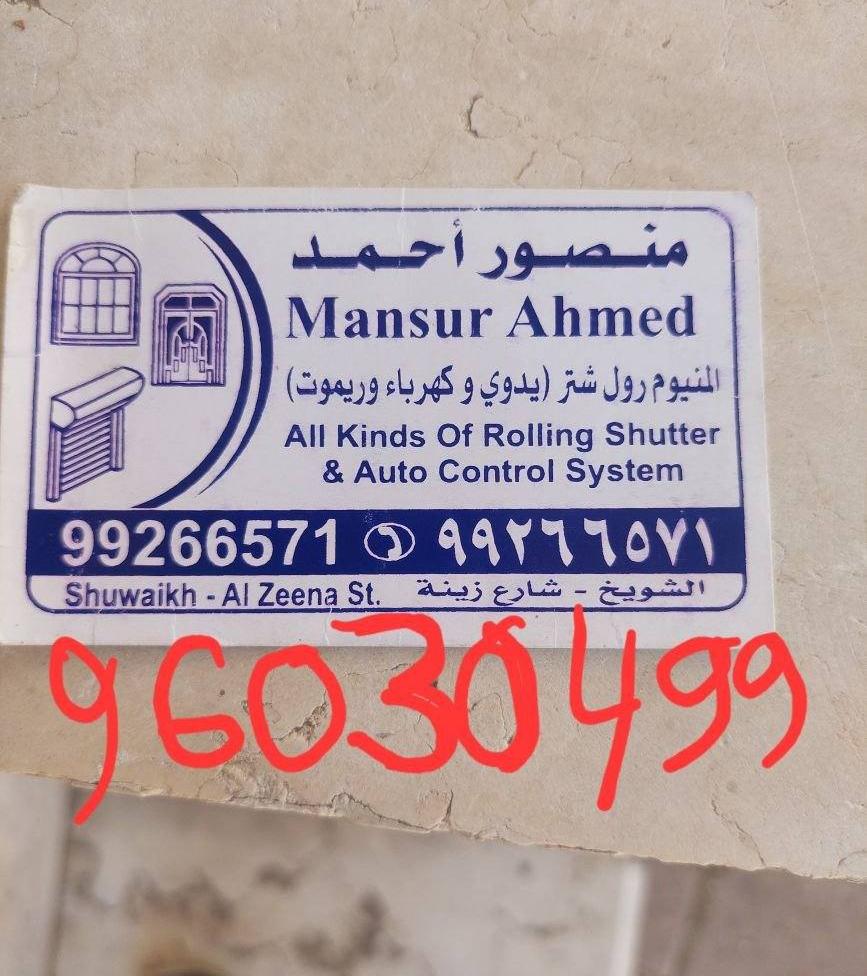 منصور أحمد
Mansur Ahmed
المنيوم رول شتر (يدوي و كهرباء وريموت)
All Kinds Of Rolling Shutter
& Auto Control System
99266571 ٩٩٢٦٦٥٧١
Shuwaikh - Al Zeena St. الشويخ - شارع زينة
96030499